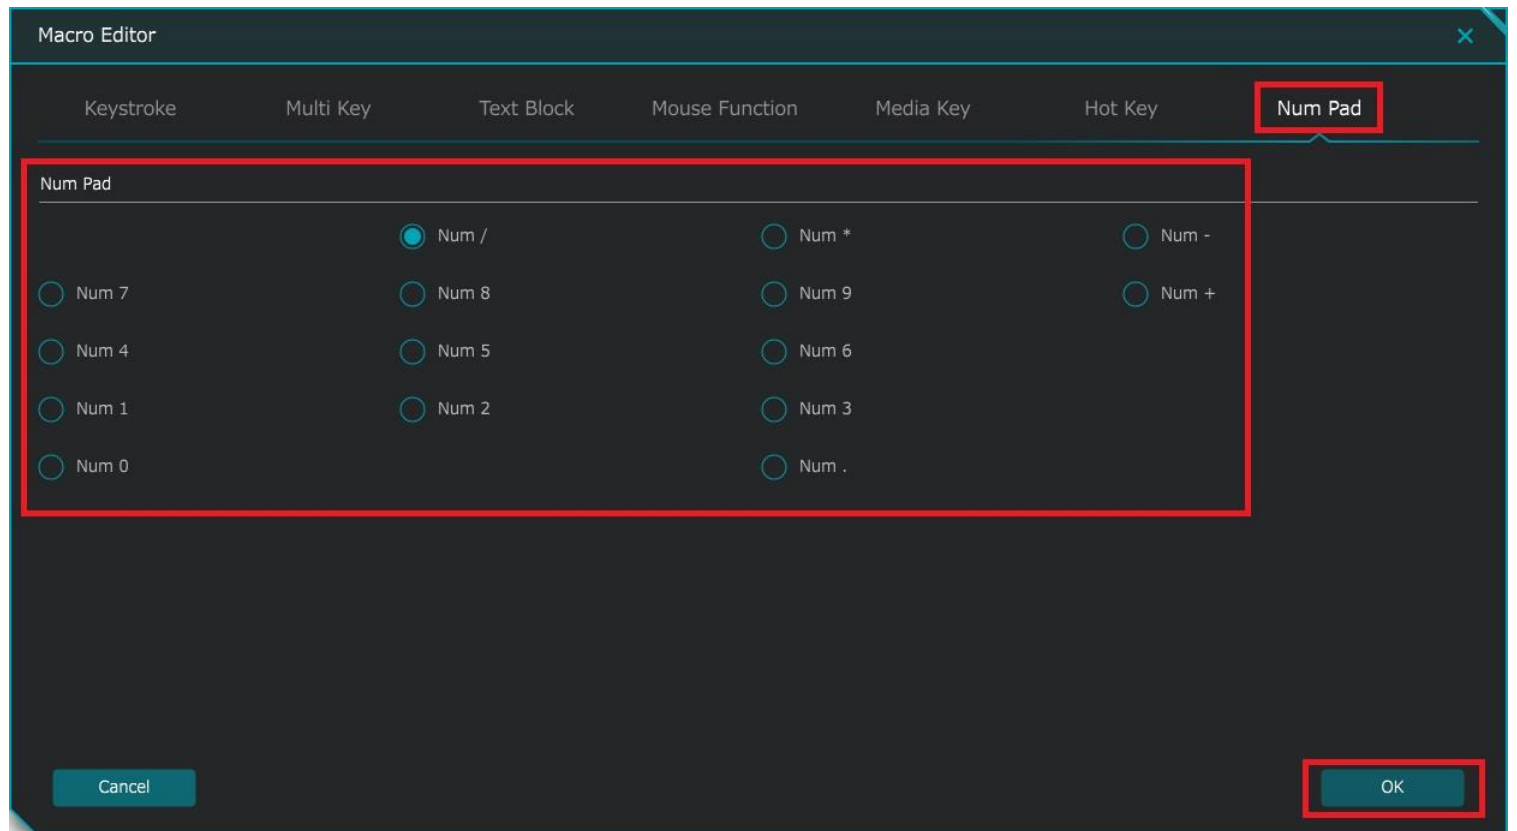 Macro Editor
Keystroke Multi Key Text Block Mouse Function Media Key Hot Key Num Pad
Num Pad
Num / Num * Num -
Num 7 Num 8 Num 9 Num +
Num 4 Num 5 Num 6
Num 1 Num 2 Num 3
Num 0 Num .
Cancel OK